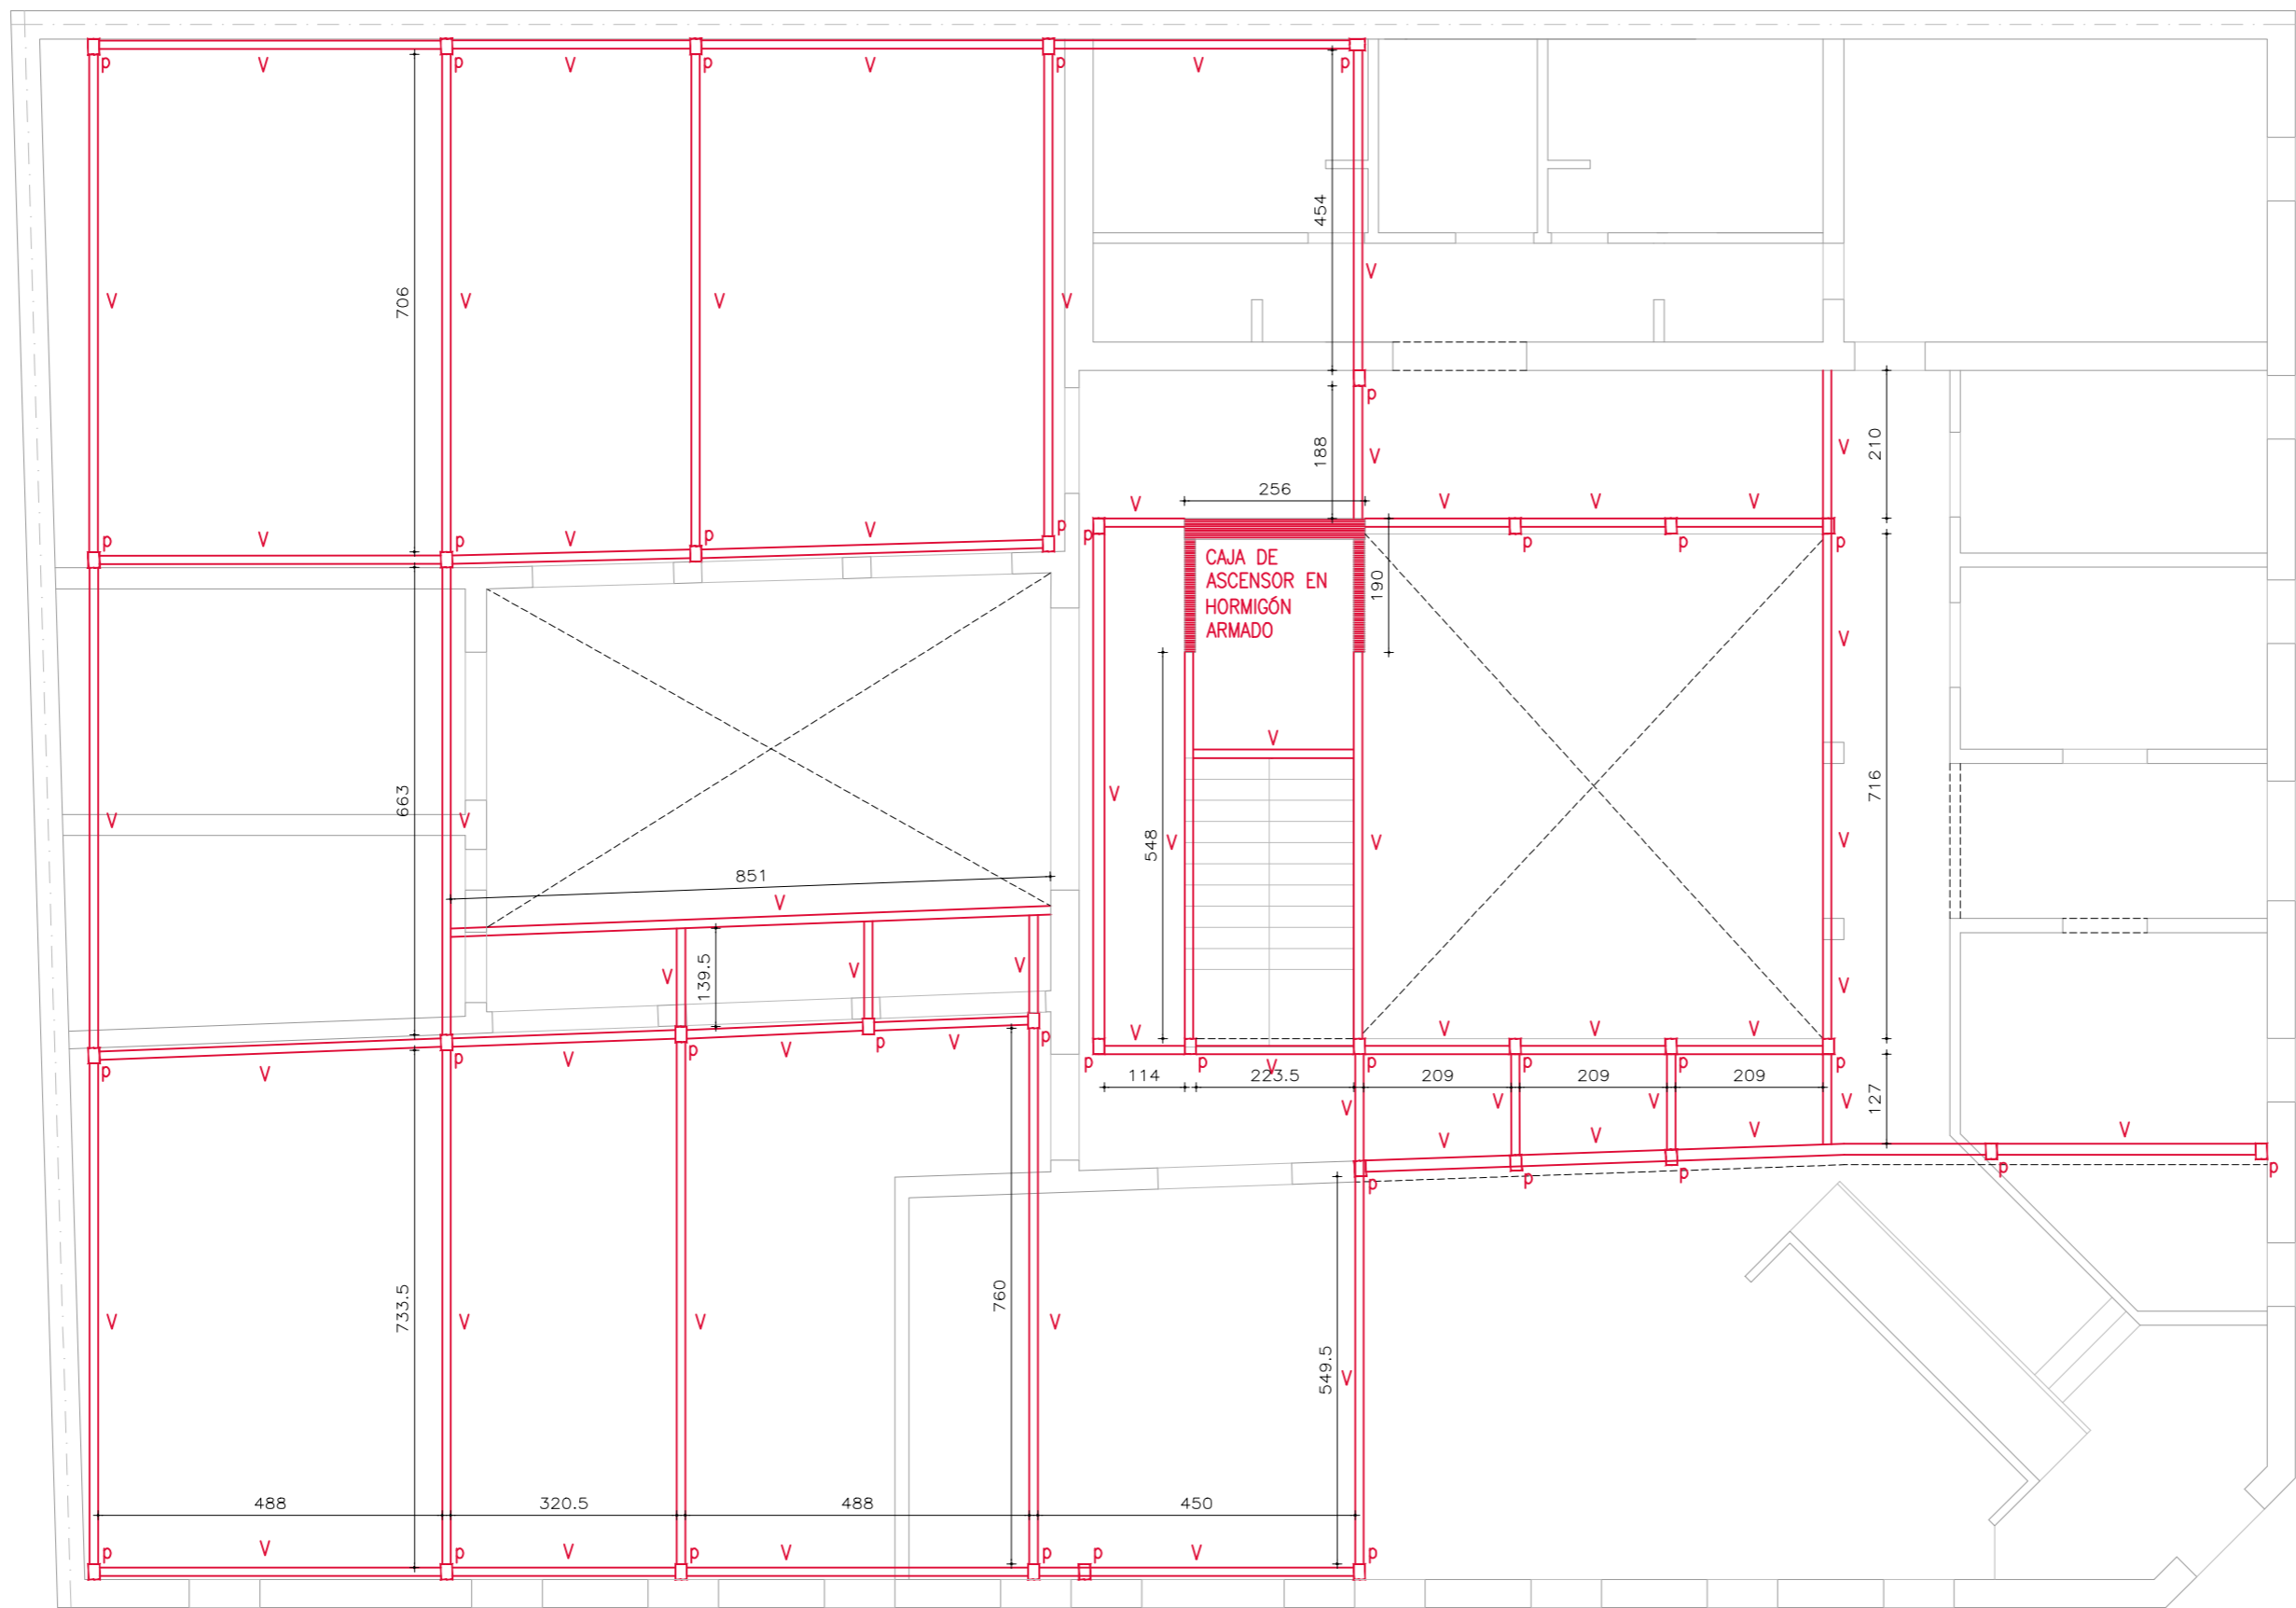 p V p V p V p V p
454
V
V V V V
706
188
V
V
210
256
V V V V
V V V p
p p p p p p p
CAJA DE
ASCENSOR EN
HORMIGÓN
ARMADO
190
V
716
V
V
V V
663
548
V V V
851
V
139.5
V V V
V
V V V V
p V p V p V p V p
p p V p p p p
114 223.5 209 209 209
127
V V V V
V V V V
p p p p p
733.5
760
549.5
V V V V V
488 320.5 488 450
p V p V p V p p V p